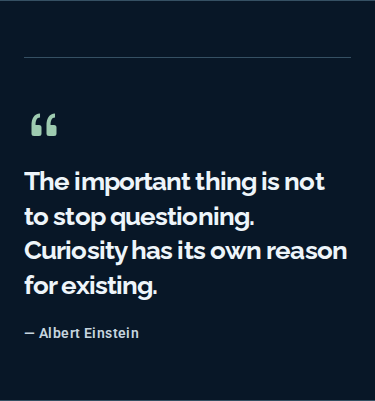 “
The important thing is not
to stop questioning.
Curiosity has its own reason
for existing.
— Albert Einstein